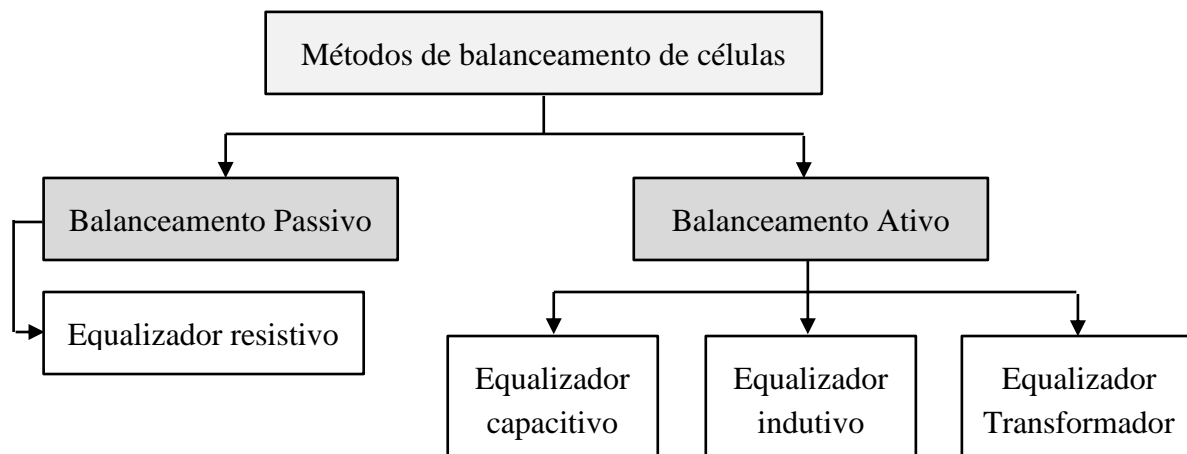 Métodos de balanceamento de células
Balanceamento Passivo
Balanceamento Ativo
Equalizador resistivo
Equalizador
capacitivo
Equalizador
indutivo
Equalizador
Transformador